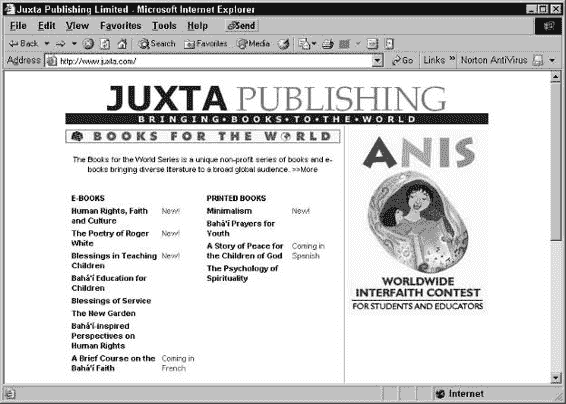 Juxta Publishing Limited - Microsoft Internet Explorer
File Edit View Favorites Tools Help Send
Back Search Favorites Media
Address http://www.juxta.com/ Go Links » Norton AntiVirus
JUXTA PUBLISHING
BRINGING•BOOKS•TO•THE•WORLD
BOOKS FOR THE WORLD
The Books for the World Series is a unique non-profit series of books and e-
books bringing diverse literature to a broad global audience. >>More
E-BOOKS
Human Rights, Faith New!
and Culture
The Poetry of Roger New!
White
Blessings in Teaching New!
Children
Bahá'í Education for
Children
Blessings of Service
The New Garden
Bahá'í-inspired
Perspectives on
Human Rights
A Brief Course on the Coming in
Bahá'í Faith French
PRINTED BOOKS
Minimalism New!
Bahá'í Prayers for
Youth
A Story of Peace for Coming in
the Children of God Spanish
The Psychology of
Spirituality
ANIS
WORLDWIDE
INTERFAITH CONTEST
FOR STUDENTS AND EDUCATORS
Internet